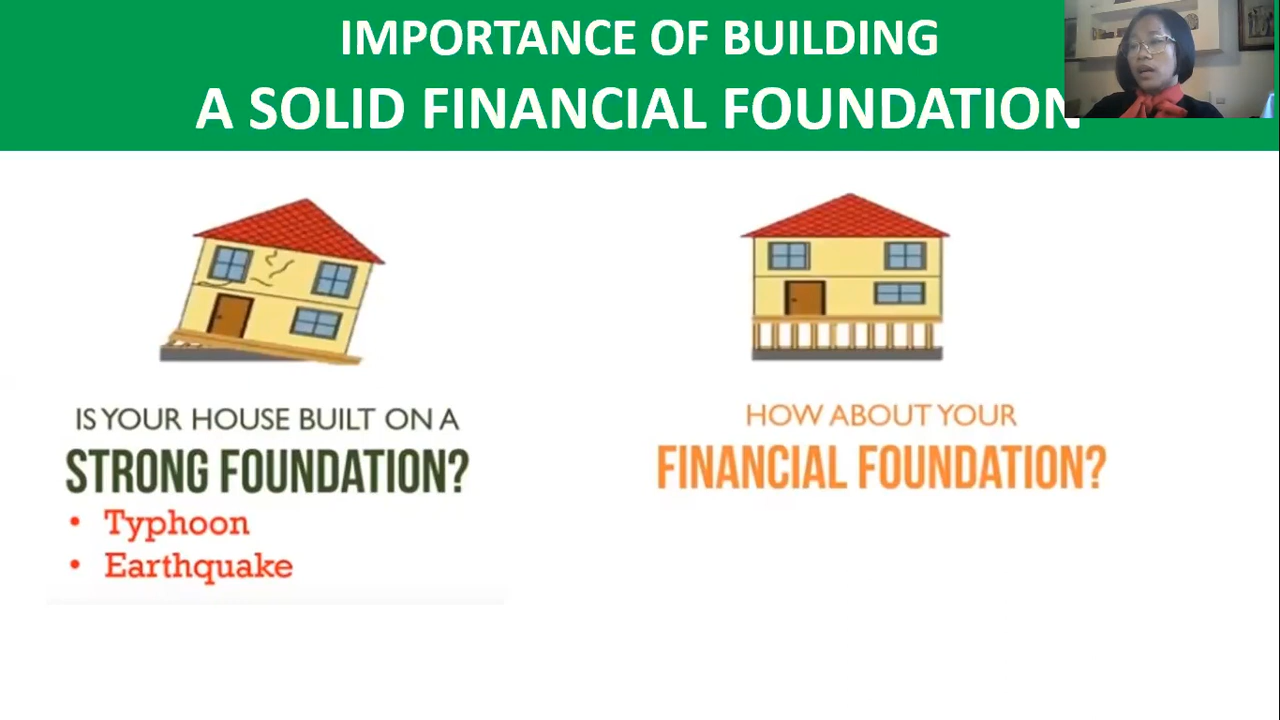 IMPORTANCE OF BUILDING
A SOLID FINANCIAL FOUNDATION
IS YOUR HOUSE BUILT ON A
STRONG FOUNDATION?
• Typhoon
• Earthquake
HOW ABOUT YOUR
FINANCIAL FOUNDATION?